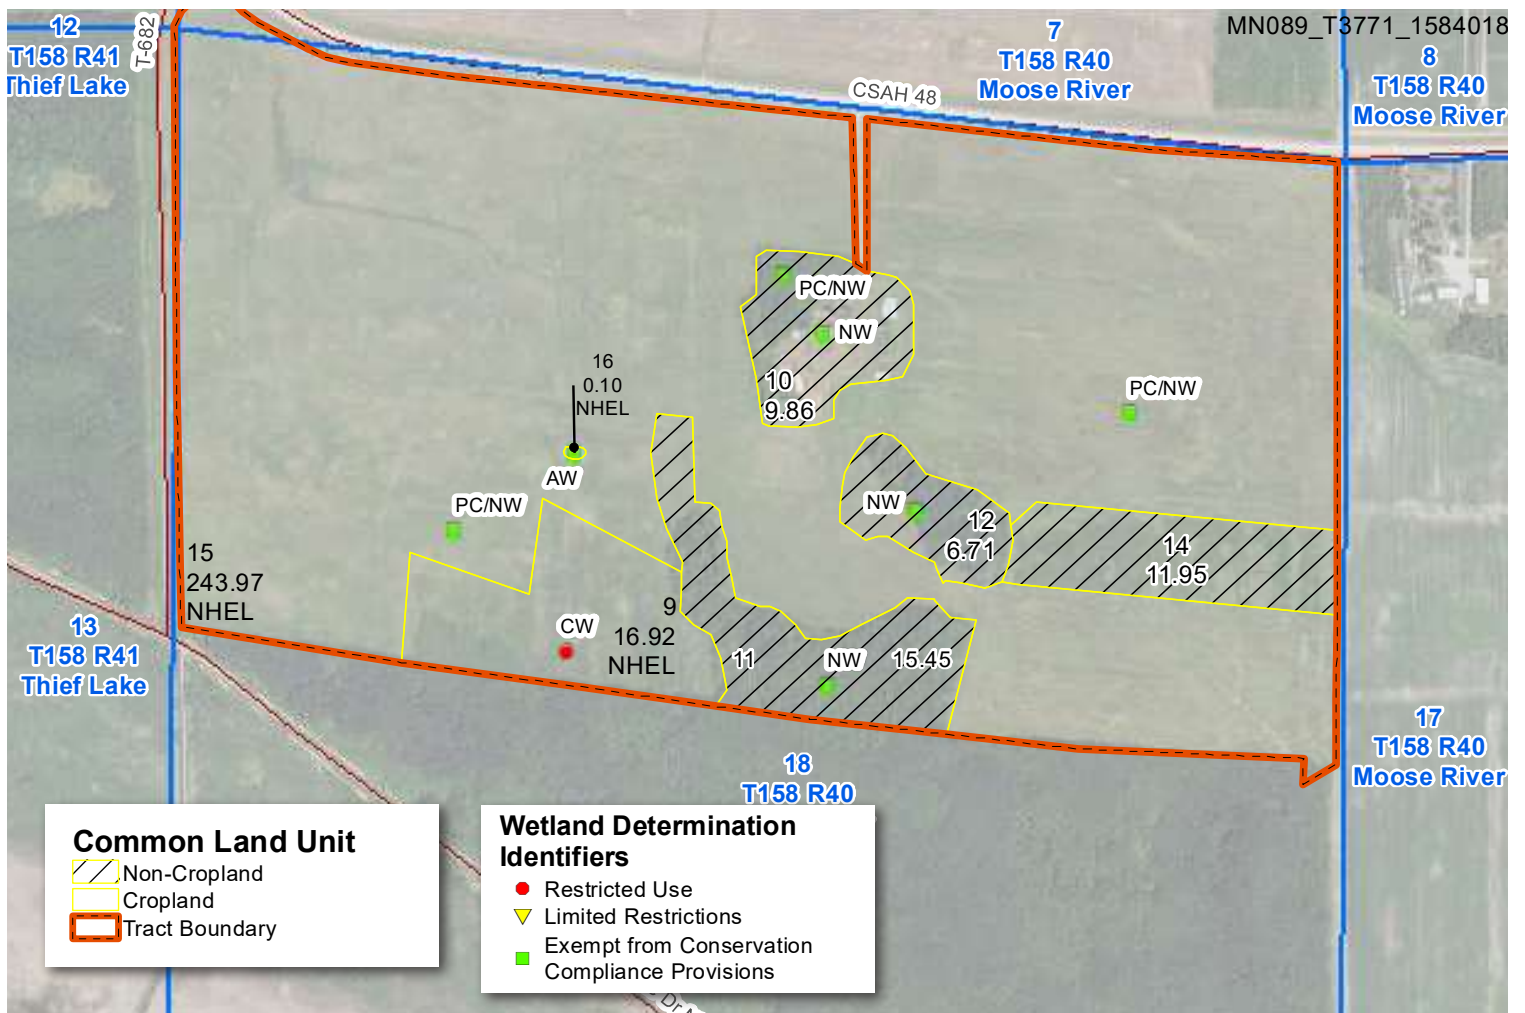 MN089_T3771_1584018
12
T158 R41
Thief Lake
T-682
7
T158 R40
Moose River
8
T158 R40
Moose River
CSAH 48
PC/NW
NW
10
9.86
16
0.10
NHEL
AW
PC/NW
PC/NW
NW
12
6.71
14
11.95
15
243.97
NHEL
CW
9
16.92
NHEL
11
NW
15.45
13
T158 R41
Thief Lake
17
T158 R40
Moose River
18
T158 R40
Common Land Unit
Non-Cropland
Cropland
Tract Boundary
Wetland Determination
Identifiers
Restricted Use
Limited Restrictions
Exempt from Conservation
Compliance Provisions
Dr